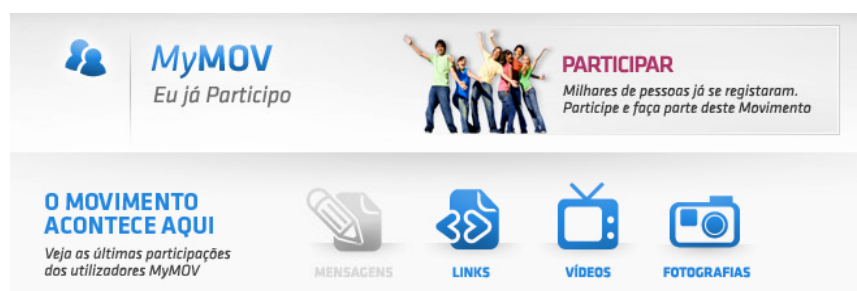 MyMOV
Eu já Participo
PARTICIPAR
Milhares de pessoas já se registaram.
Participe e faça parte deste Movimento
O MOVIMENTO
ACONTECE AQUI
Veja as últimas participações
dos utilizadores MyMOV
MENSAGENS
LINKS
VÍDEOS
FOTOGRAFIAS